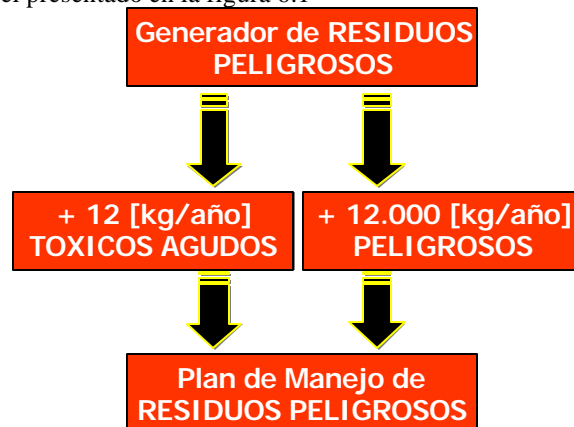 el presentado en la figura 6.1
Generador de RESIDUOS
PELIGROSOS
+ 12 [kg/año]
TOXICOS AGUDOS
+ 12.000 [kg/año]
PELIGROSOS
Plan de Manejo de
RESIDUOS PELIGROSOS